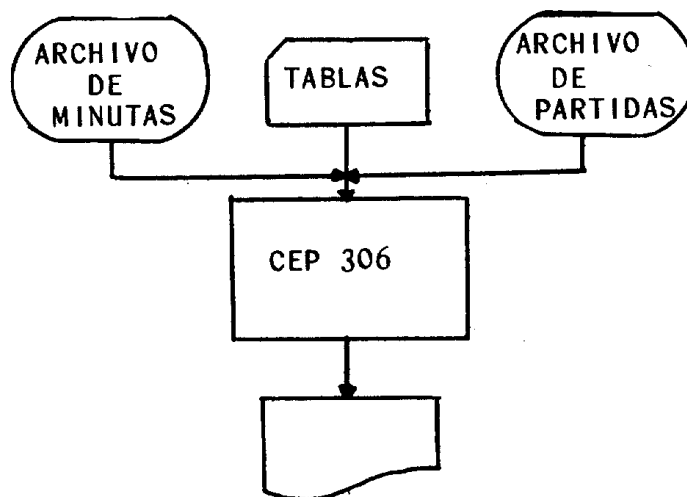 ARCHIVO
DE
MINUTAS
TABLAS
ARCHIVO
DE
PARTIDAS
CEP 306